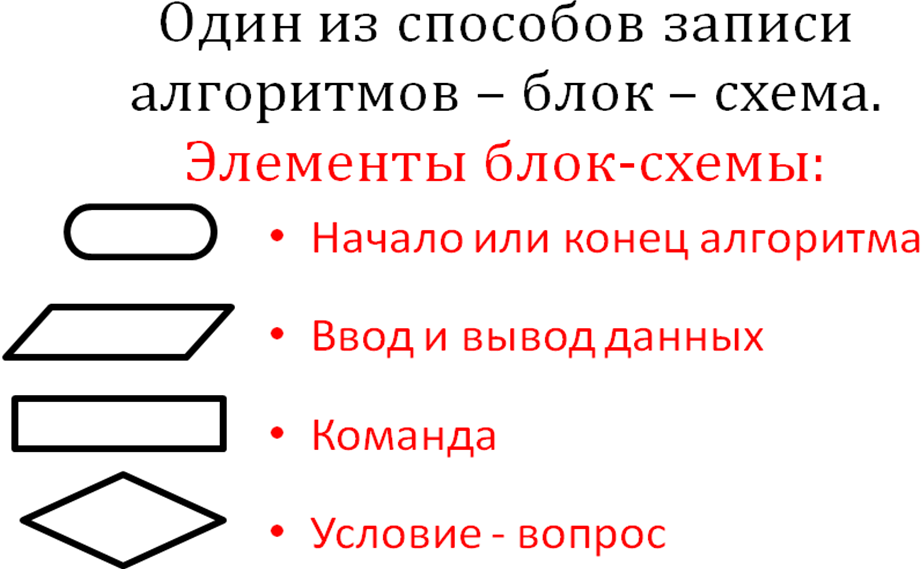 Один из способов записи
алгоритмов – блок – схема.
Элементы блок-схемы:
• Начало или конец алгоритма
• Ввод и вывод данных
• Команда
• Условие - вопрос